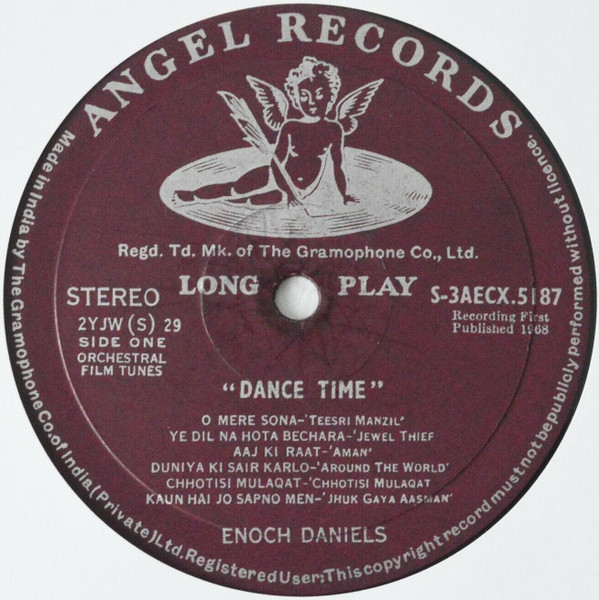 ANGEL RECORDS
Regd. Td. Mk. of The Gramophone Co., Ltd.
LONG PLAY
STEREO
2YJW (S) 29
SIDE ONE
ORCHESTRAL
FILM TUNES
S-3AECX.5187
Recording First
Published 1968
"DANCE TIME"
O MERE SONA-'TEESRI MANZIL'
YE DIL NA HOTA BECHARA-'JEWEL THIEF
AAJ KI RAAT-'AMAN'
DUNIYA KI SAIR KARLO-'AROUND THE WORLD'
CHHOTISI MULAQAT-'CHHOTISI MULAQAT
KAUN HAI JO SAPNO MEN-'JHUK GAYA AASMAN'
ENOCH DANIELS
Made in India by The Gramophone Co. of India (Private) Ltd. Registered User: This copyright record must not be publicly performed without licence.